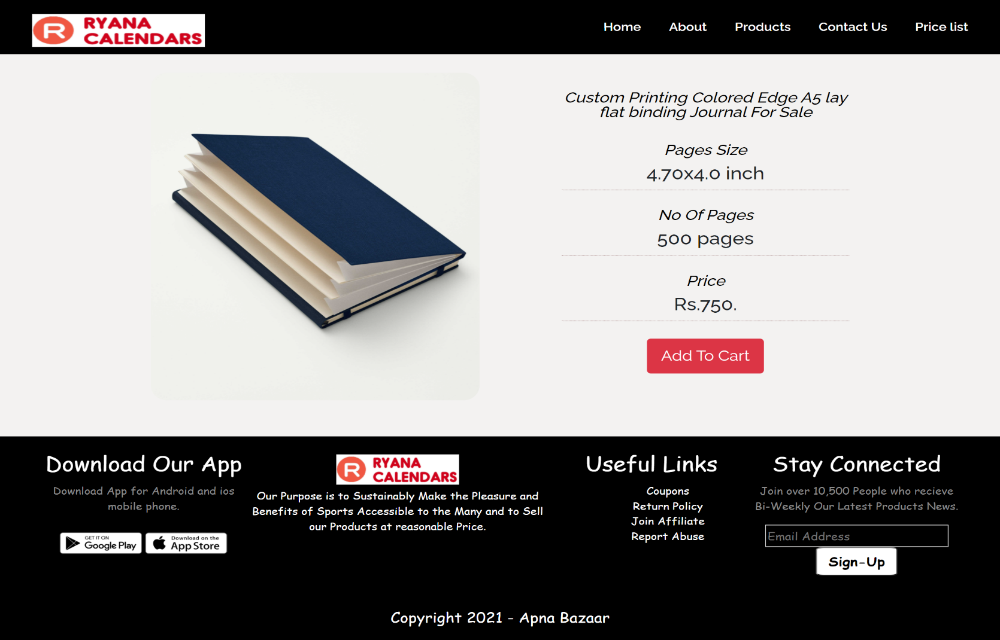 R RYANA
CALENDARS
Home About Products Contact Us Price list
Custom Printing Colored Edge A5 lay
flat binding Journal For Sale
Pages Size
4.70x4.0 inch
No Of Pages
500 pages
Price
Rs.750.
Add To Cart
Download Our App
Download App for Android and ios
mobile phone.
GET IT ON
Google Play
Download on the
App Store
R RYANA
CALENDARS
Our Purpose is to Sustainably Make the Pleasure and
Benefits of Sports Accessible to the Many and to Sell
our Products at reasonable Price.
Useful Links
Coupons
Return Policy
Join Affiliate
Report Abuse
Stay Connected
Join over 10,500 People who recieve
Bi-Weekly Our Latest Products News.
Email Address
Sign-Up
Copyright 2021 - Apna Bazaar